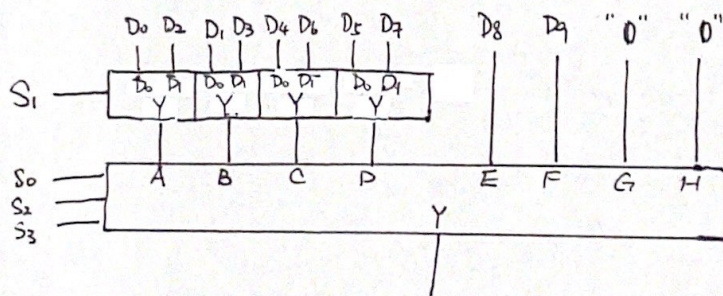 D0 D2 D1 D3 D4 D6 D5 D7 D8 D9 "0" "0"
S1
D0 D1 D0 D1 D0 D1 D0 D1
Y Y Y Y
S0 A B C D E F G H
S2
S3 Y